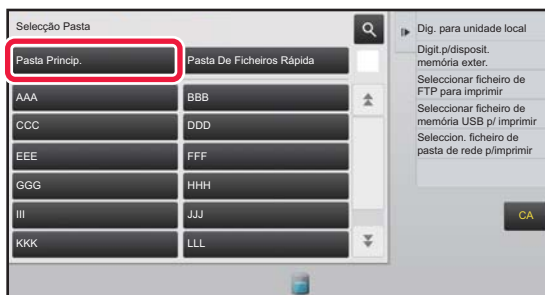 Selecção Pasta
Pasta Princip.
Pasta De Ficheiros Rápida
AAA
BBB
CCC
DDD
EEE
FFF
GGG
HHH
III
JJJ
KKK
LLL
Dig. para unidade local
Digit.p/disposit.
memória exter.
Seleccionar ficheiro de
FTP para imprimir
Seleccionar ficheiro de
memória USB p/ imprimir
Seleccion. ficheiro de
pasta de rede p/imprimir
CA